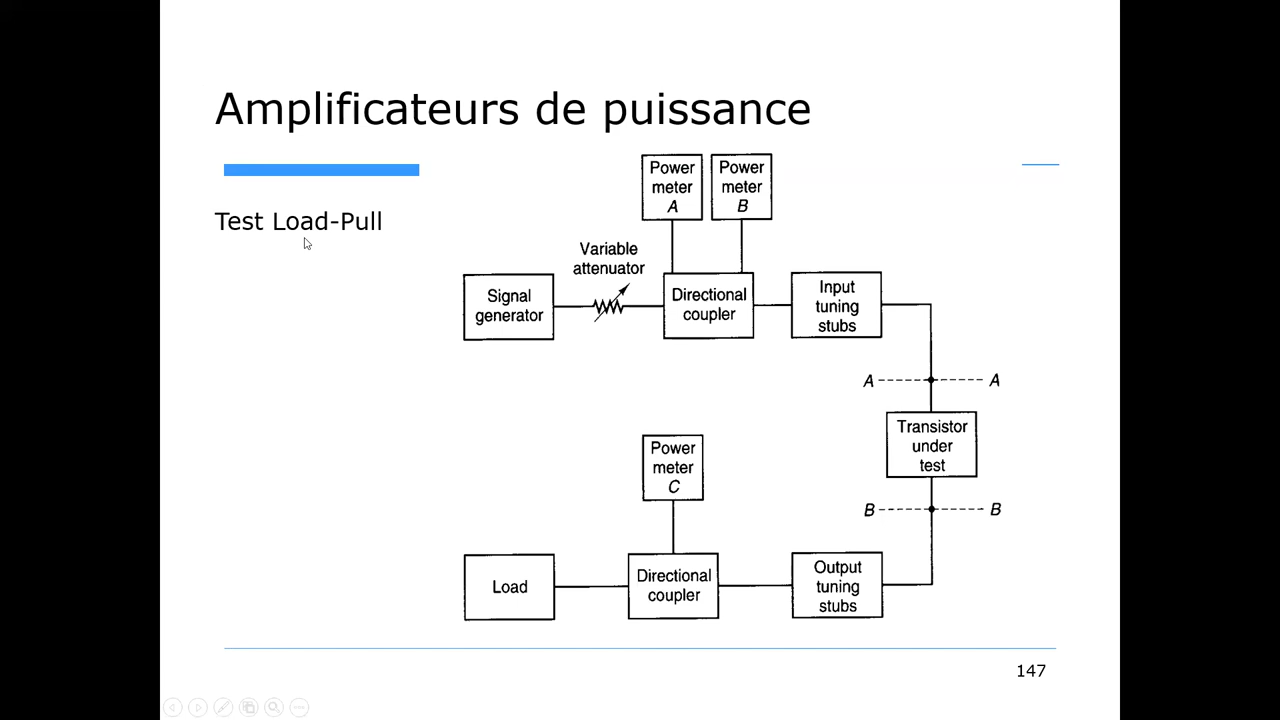 Amplificateurs de puissance
Test Load-Pull
Power
meter
A
Power
meter
B
Variable
attenuator
Signal
generator
Directional
coupler
Input
tuning
stubs
A
A
Transistor
under
test
B
B
Power
meter
C
Load
Directional
coupler
Output
tuning
stubs
147